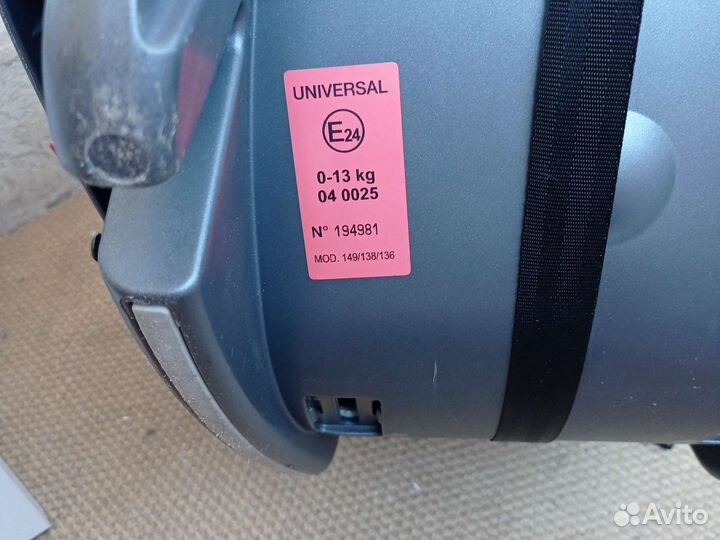 UNIVERSAL
E24
0-13 kg
04 0025
N° 194981
MOD. 149/138/136
Avito